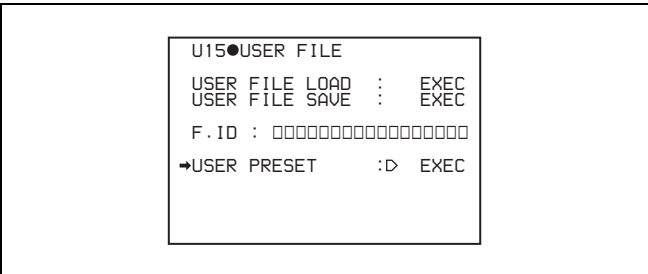 U15●USER FILE
USER FILE LOAD : EXEC
USER FILE SAVE : EXEC
F.ID : □□□□□□□□□□□□□□□□□□
➡USER PRESET :▷ EXEC